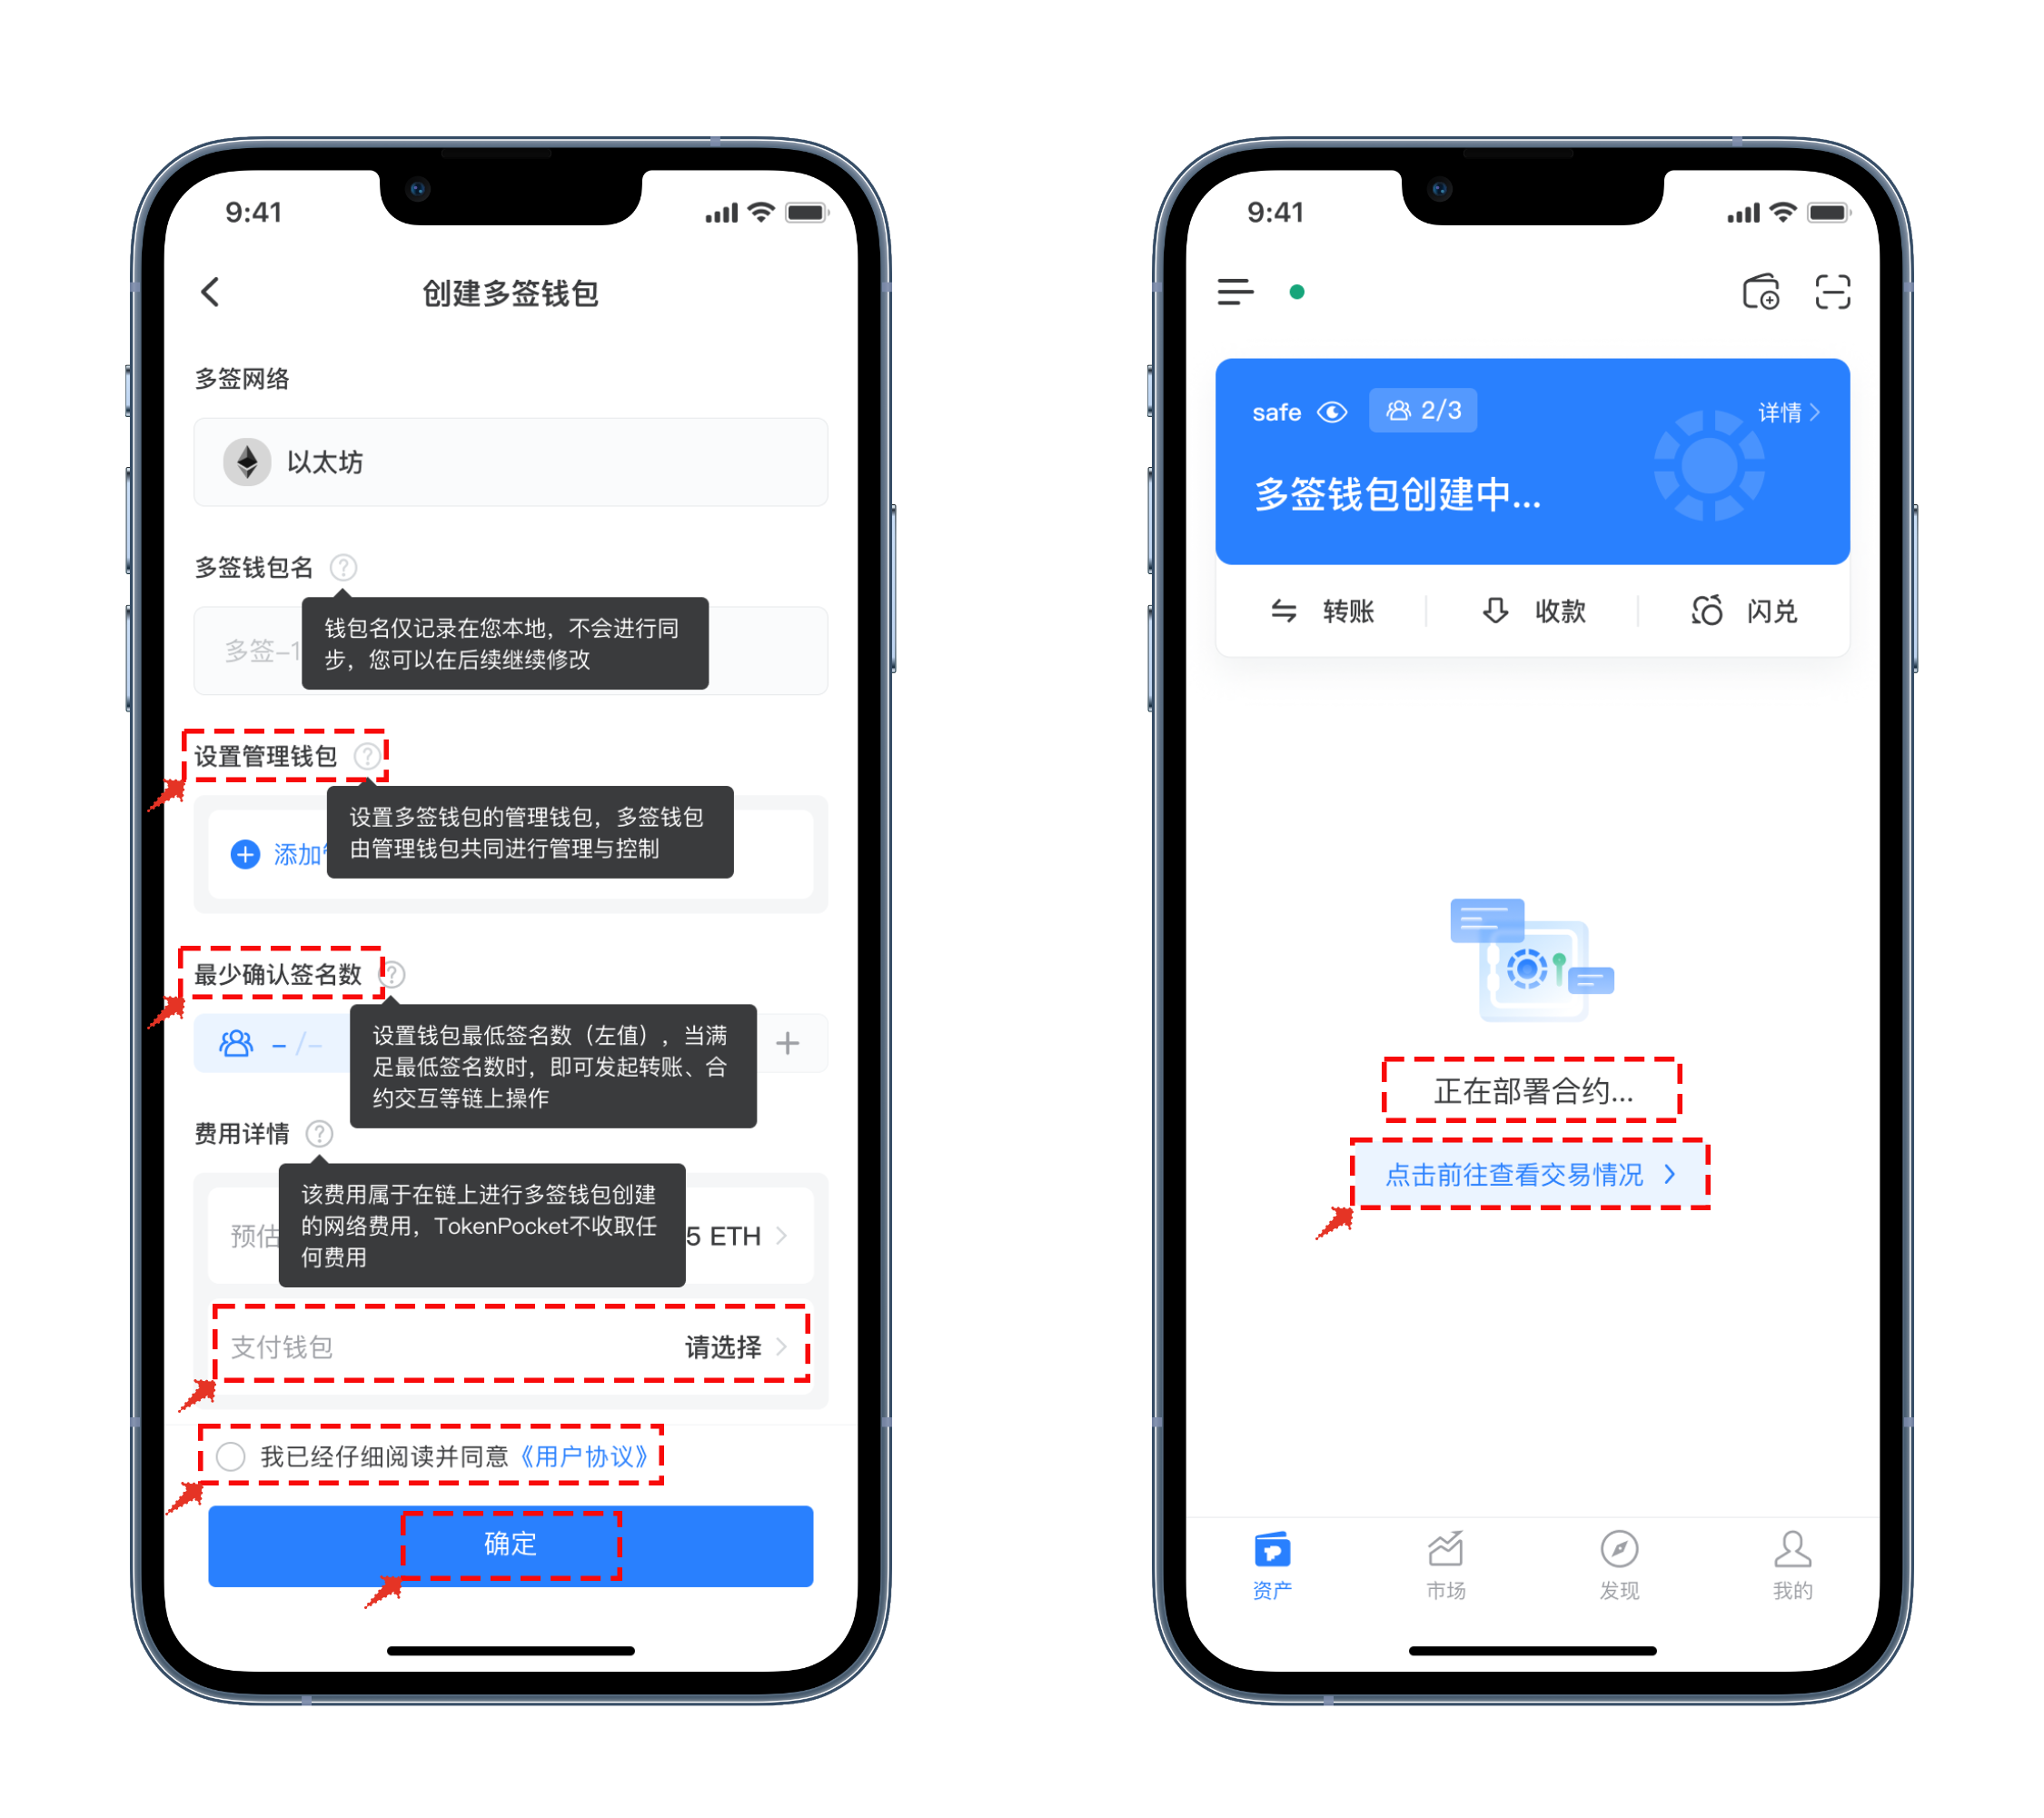 9:41
创建多签钱包
多签网络
以太坊
多签钱包名
多签-1
钱包名仅记录在您本地，不会进行同
步，您可以在后续继续修改
设置管理钱包
添加
设置多签钱包的管理钱包，多签钱包
由管理钱包共同进行管理与控制
最少确认签名数
- /-
设置钱包最低签名数（左值），当满
足最低签名数时，即可发起转账、合
约交互等链上操作
费用详情
预估
5 ETH
该费用属于在链上进行多签钱包创建
的网络费用，TokenPocket不收取任
何费用
支付钱包 请选择
我已经仔细阅读并同意《用户协议》
确定
9:41
safe 2/3 详情
多签钱包创建中...
转账 收款 闪兑
正在部署合约...
点击前往查看交易情况
资产 市场 发现 我的